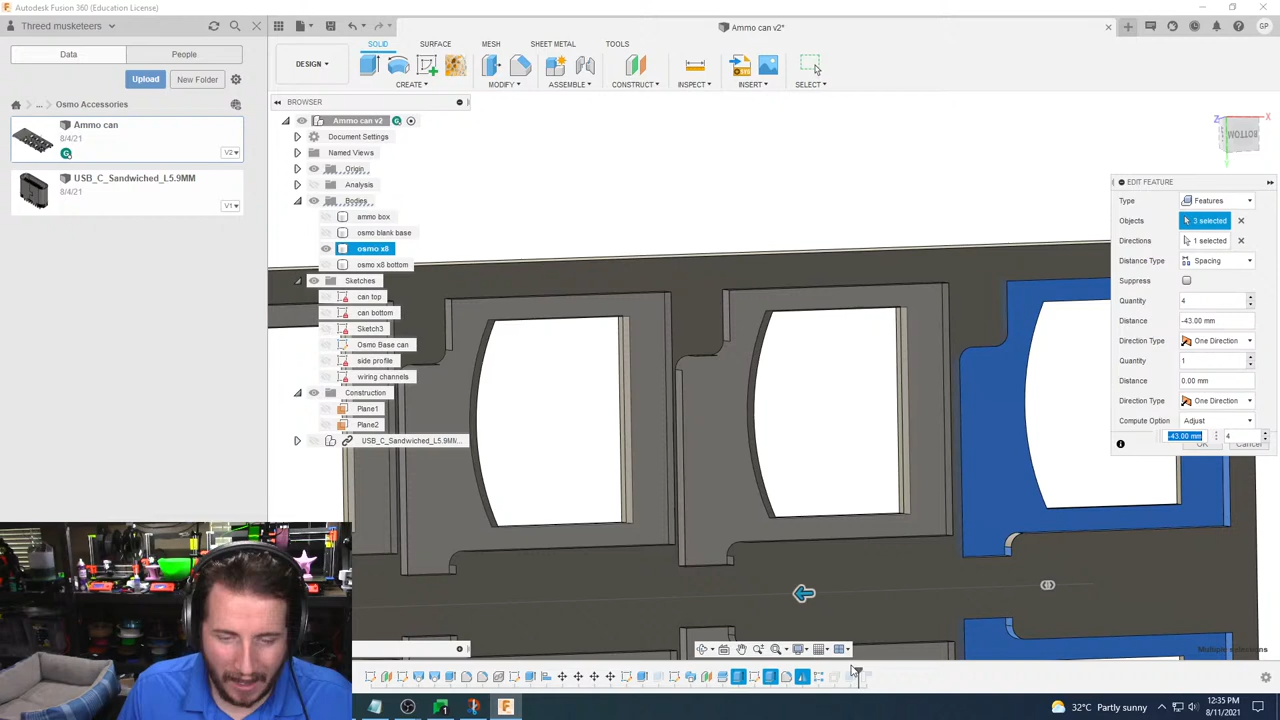 Autodesk Fusion 360 (Education License)
Threed musketeers
Ammo can v2*
GP
Data
People
SOLID
SURFACE
MESH
SHEET METAL
TOOLS
DESIGN
Upload
New Folder
CREATE
MODIFY
ASSEMBLE
CONSTRUCT
INSPECT
INSERT
SELECT
...
Osmo Accessories
BROWSER
Ammo can
8/4/21
G
V2
USB_C_Sandwiched_L5.9MM
8/4/21
V1
Ammo can v2
Document Settings
Named Views
Origin
Analysis
Bodies
ammo box
osmo blank base
osmo x8
osmo x8 bottom
Sketches
can top
can bottom
Sketch3
Osmo Base can
side profile
wiring channels
Construction
Plane1
Plane2
USB_C_Sandwiched_L5.9MM...
Z
X
BOTTOM
EDIT FEATURE
Type
Features
Objects
3 selected
Directions
1 selected
Distance Type
Spacing
Suppress
Quantity
4
Distance
-43.00 mm
Direction Type
One Direction
Quantity
1
Distance
0.00 mm
Direction Type
One Direction
Compute Option
Adjust
-43.00 mm
4
OK
Cancel
Multiple selections
32°C Partly sunny
12:35 PM
8/11/2021